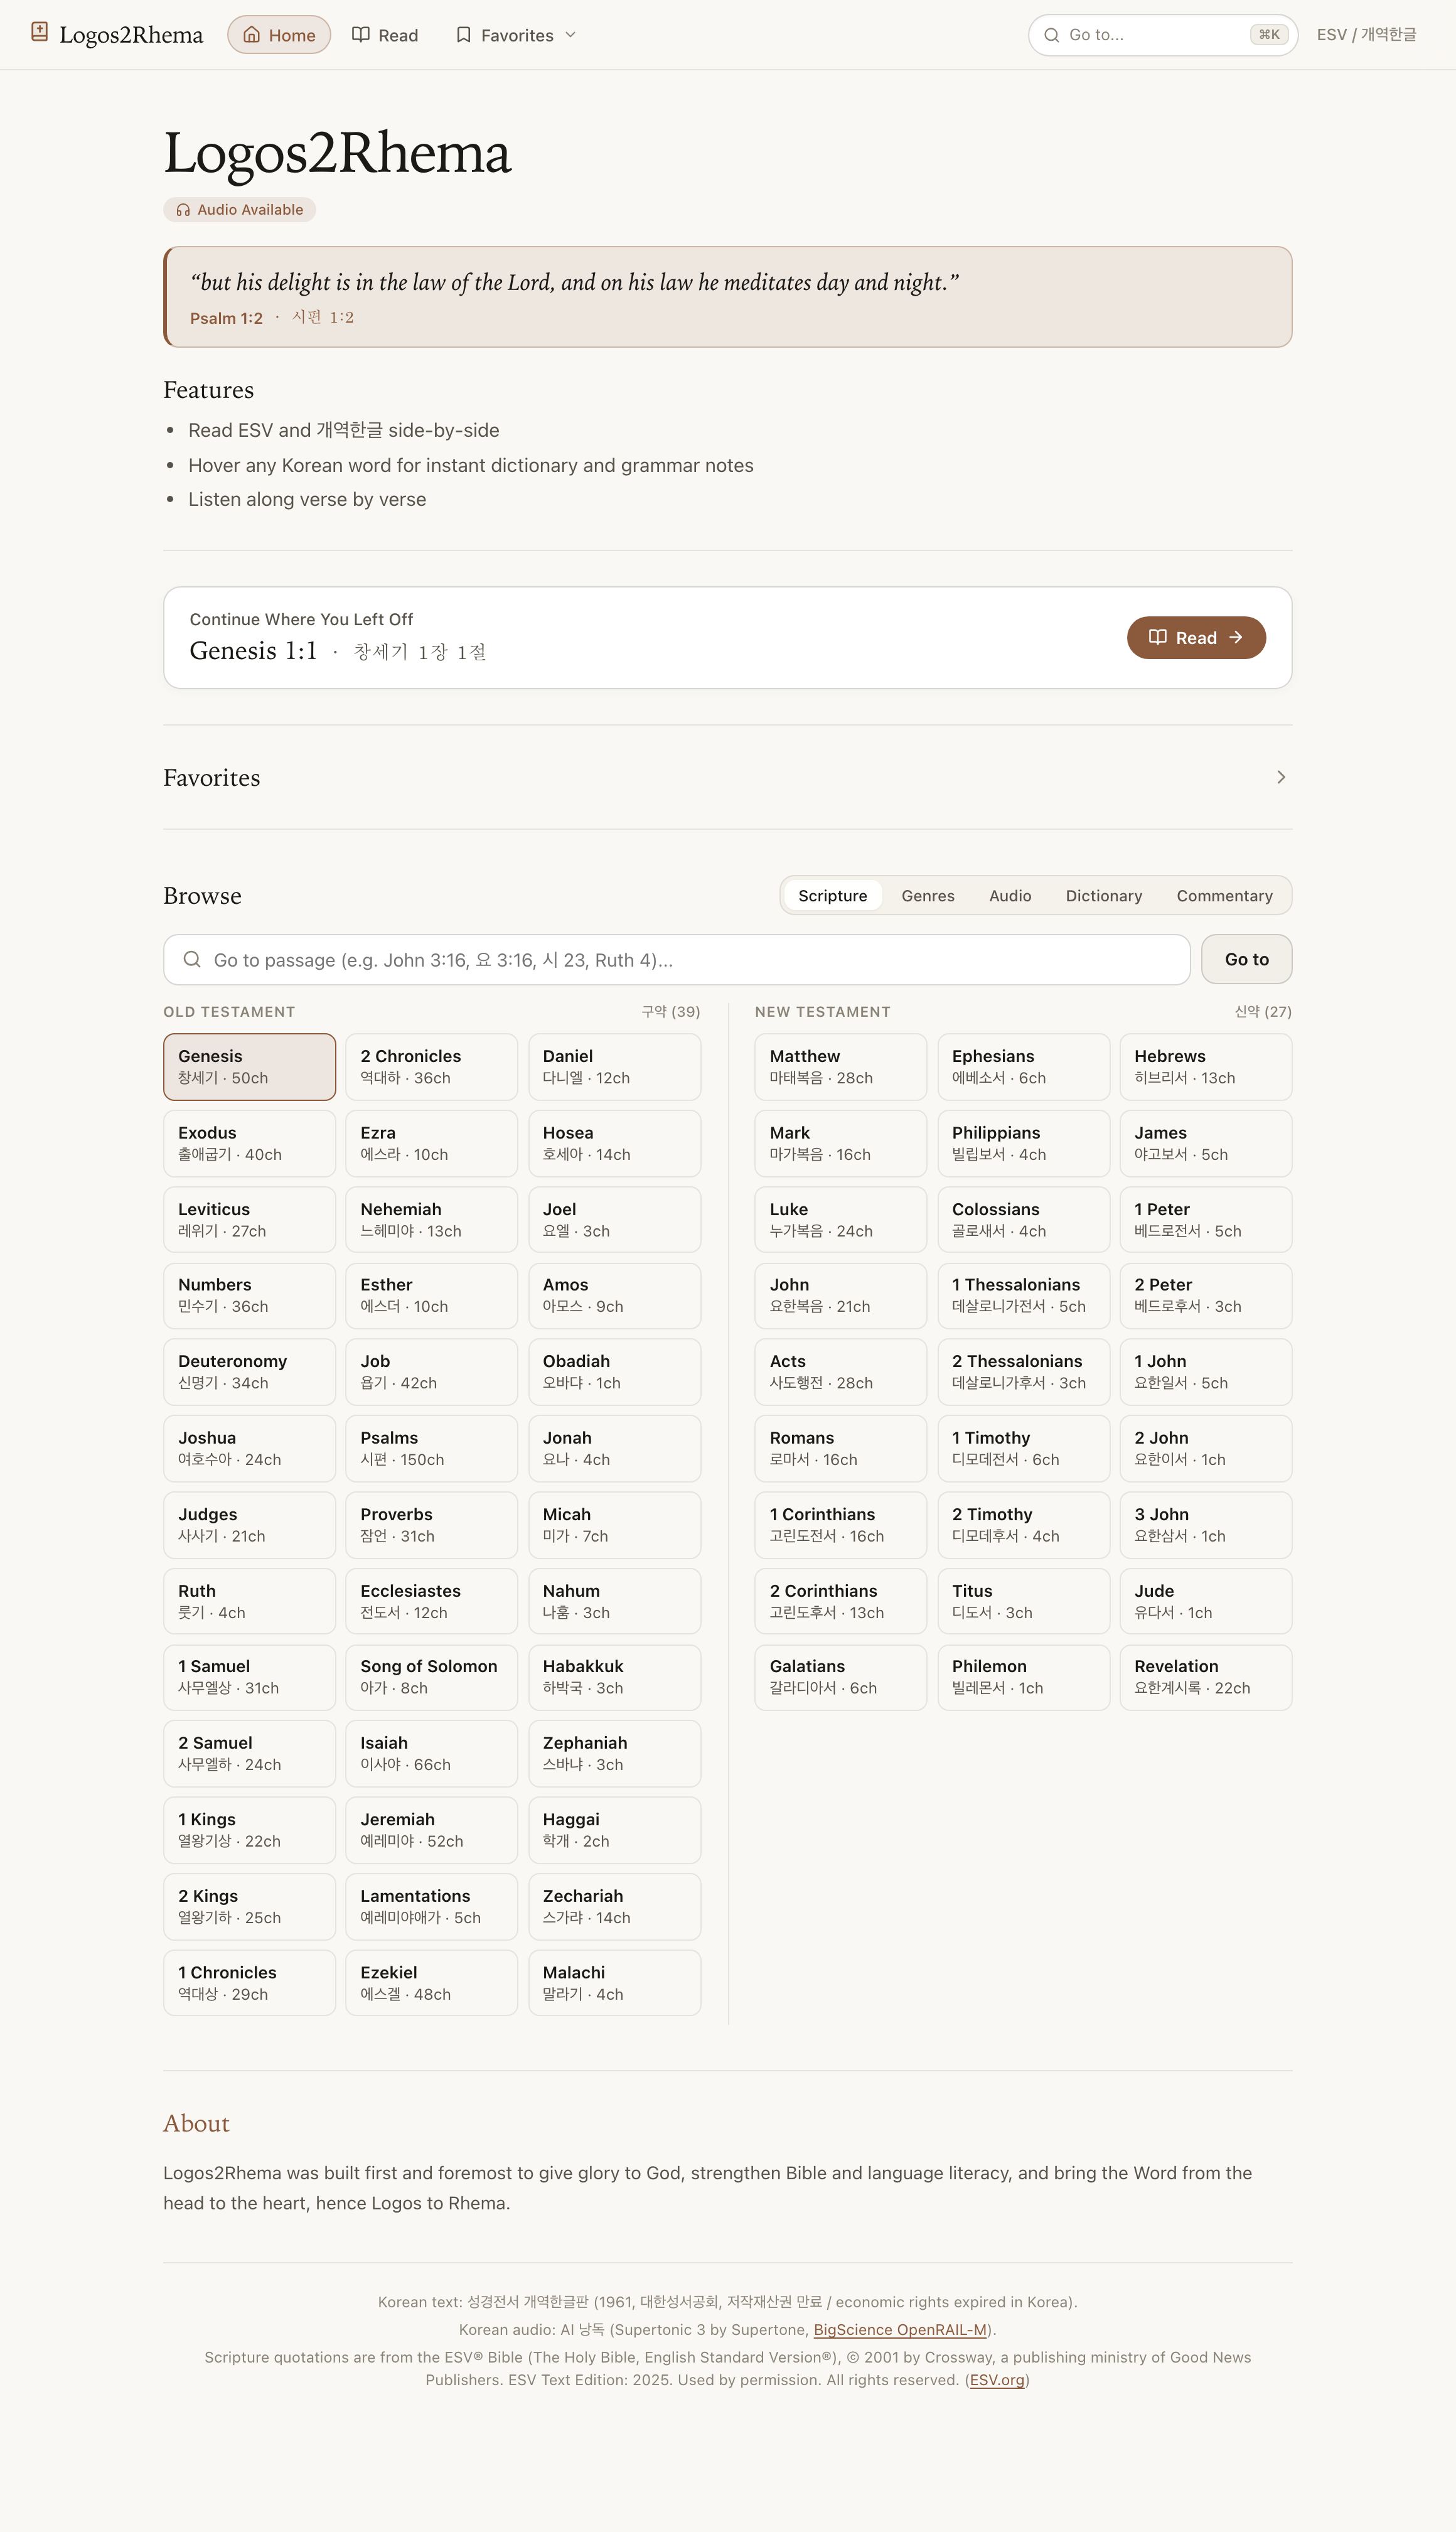 Logos2Rhema
Home
Read
Favorites
Go to...
⌘K
ESV / 개역한글
Logos2Rhema
Audio Available
“but his delight is in the law of the Lord, and on his law he meditates day and night.”
Psalm 1:2 · 시편 1:2
Features
• Read ESV and 개역한글 side-by-side
• Hover any Korean word for instant dictionary and grammar notes
• Listen along verse by verse
Continue Where You Left Off
Genesis 1:1 · 창세기 1장 1절
Read →
Favorites
Browse
Scripture
Genres
Audio
Dictionary
Commentary
Go to passage (e.g. John 3:16, 요 3:16, 시 23, Ruth 4)...
Go to
OLD TESTAMENT
구약 (39)
Genesis
창세기 · 50ch
Exodus
출애굽기 · 40ch
Leviticus
레위기 · 27ch
Numbers
민수기 · 36ch
Deuteronomy
신명기 · 34ch
Joshua
여호수아 · 24ch
Judges
사사기 · 21ch
Ruth
룻기 · 4ch
1 Samuel
사무엘상 · 31ch
2 Samuel
사무엘하 · 24ch
1 Kings
열왕기상 · 22ch
2 Kings
열왕기하 · 25ch
1 Chronicles
역대상 · 29ch
2 Chronicles
역대하 · 36ch
Ezra
에스라 · 10ch
Nehemiah
느헤미야 · 13ch
Esther
에스더 · 10ch
Job
욥기 · 42ch
Psalms
시편 · 150ch
Proverbs
잠언 · 31ch
Ecclesiastes
전도서 · 12ch
Song of Solomon
아가 · 8ch
Isaiah
이사야 · 66ch
Jeremiah
예레미야 · 52ch
Lamentations
예레미야애가 · 5ch
Ezekiel
에스겔 · 48ch
Daniel
다니엘 · 12ch
Hosea
호세아 · 14ch
Joel
요엘 · 3ch
Amos
아모스 · 9ch
Obadiah
오바댜 · 1ch
Jonah
요나 · 4ch
Micah
미가 · 7ch
Nahum
나훔 · 3ch
Habakkuk
하박국 · 3ch
Zephaniah
스바냐 · 3ch
Haggai
학개 · 2ch
Zechariah
스가랴 · 14ch
Malachi
말라기 · 4ch
NEW TESTAMENT
신약 (27)
Matthew
마태복음 · 28ch
Mark
마가복음 · 16ch
Luke
누가복음 · 24ch
John
요한복음 · 21ch
Acts
사도행전 · 28ch
Romans
로마서 · 16ch
1 Corinthians
고린도전서 · 16ch
2 Corinthians
고린도후서 · 13ch
Galatians
갈라디아서 · 6ch
Ephesians
에베소서 · 6ch
Philippians
빌립보서 · 4ch
Colossians
골로새서 · 4ch
1 Thessalonians
데살로니가전서 · 5ch
2 Thessalonians
데살로니가후서 · 3ch
1 Timothy
디모데전서 · 6ch
2 Timothy
디모데후서 · 4ch
Titus
디도서 · 3ch
Philemon
빌레몬서 · 1ch
Hebrews
히브리서 · 13ch
James
야고보서 · 5ch
1 Peter
베드로전서 · 5ch
2 Peter
베드로후서 · 3ch
1 John
요한일서 · 5ch
2 John
요한이서 · 1ch
3 John
요한삼서 · 1ch
Jude
유다서 · 1ch
Revelation
요한계시록 · 22ch
About
Logos2Rhema was built first and foremost to give glory to God, strengthen Bible and language literacy, and bring the Word from the
head to the heart, hence Logos to Rhema.
Korean text: 성경전서 개역한글판 (1961, 대한성서공회, 저작재산권 만료 / economic rights expired in Korea).
Korean audio: AI 낭독 (Supertonic 3 by Supertone, BigScience OpenRAIL-M).
Scripture quotations are from the ESV® Bible (The Holy Bible, English Standard Version®), © 2001 by Crossway, a publishing ministry of Good News
Publishers. ESV Text Edition: 2025. Used by permission. All rights reserved. (ESV.org)